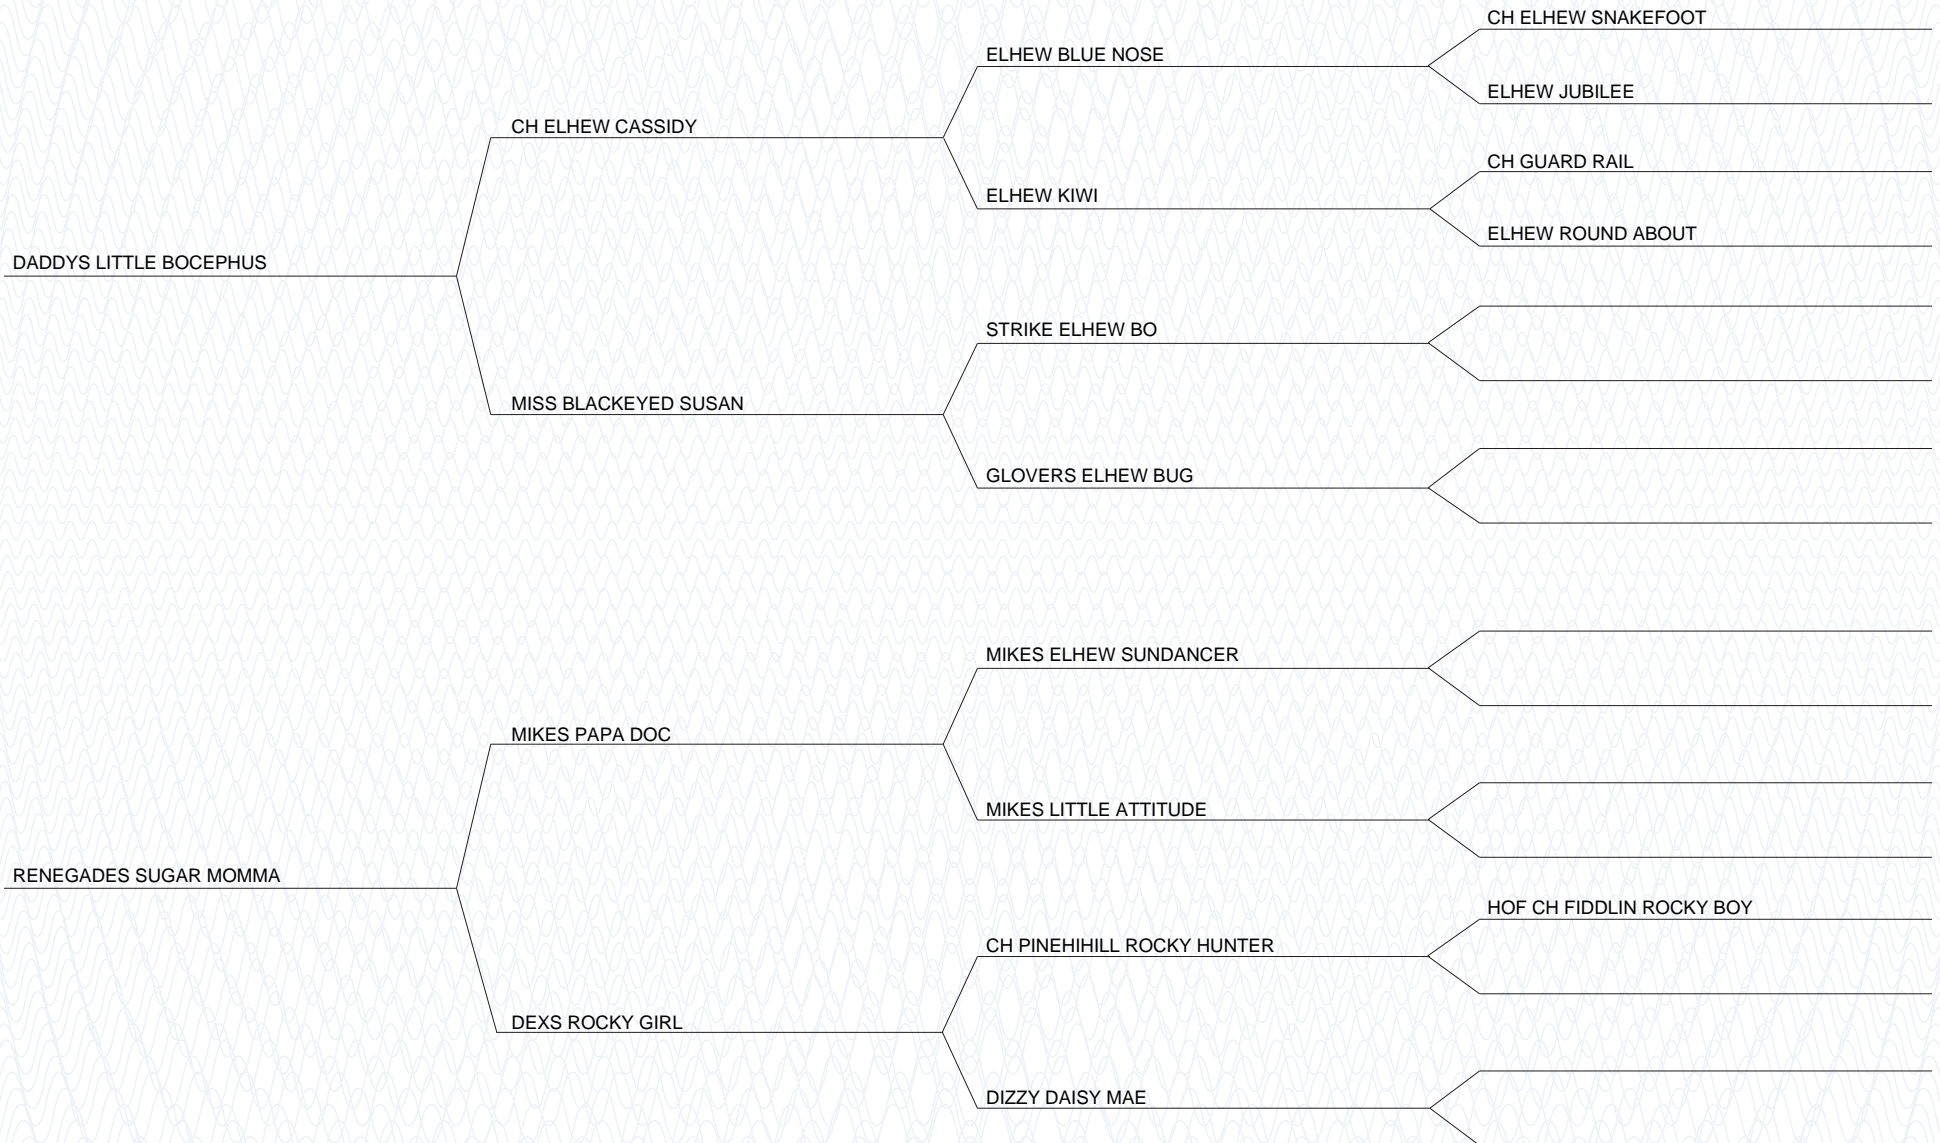 CH ELHEW SNAKEFOOT
ELHEW BLUE NOSE
ELHEW JUBILEE
CH ELHEW CASSIDY
CH GUARD RAIL
ELHEW KIWI
ELHEW ROUND ABOUT
DADDYS LITTLE BOCEPHUS
STRIKE ELHEW BO
MISS BLACKEYED SUSAN
GLOVERS ELHEW BUG
MIKES ELHEW SUNDANCER
MIKES PAPA DOC
MIKES LITTLE ATTITUDE
RENEGADES SUGAR MOMMA
HOF CH FIDDLIN ROCKY BOY
CH PINEHIHILL ROCKY HUNTER
DEXS ROCKY GIRL
DIZZY DAISY MAE